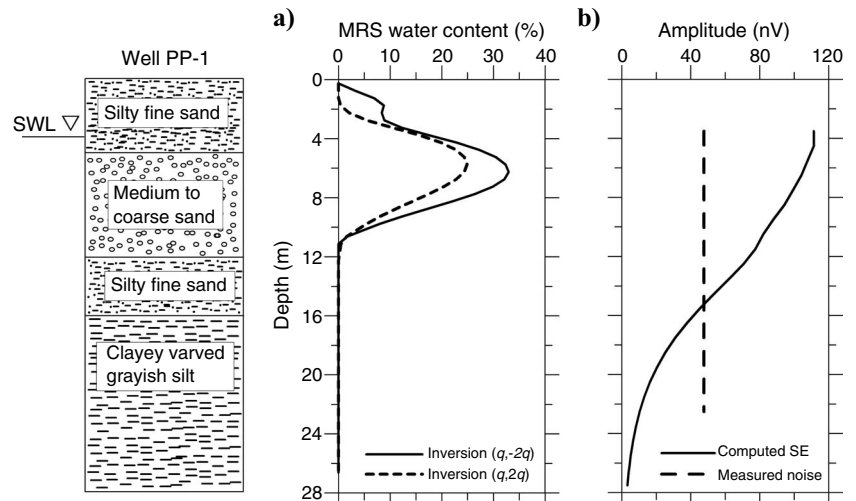 Well PP-1
SWL ▽
Silty fine sand
Medium to
coarse sand
Silty fine sand
Clayey varved
grayish silt
a)
MRS water content (%)
0 10 20 30 40
Depth (m)
0
4
8
12
16
20
24
28
Inversion (q,-2q)
Inversion (q,2q)
b)
Amplitude (nV)
0 40 80 120
Computed SE
Measured noise